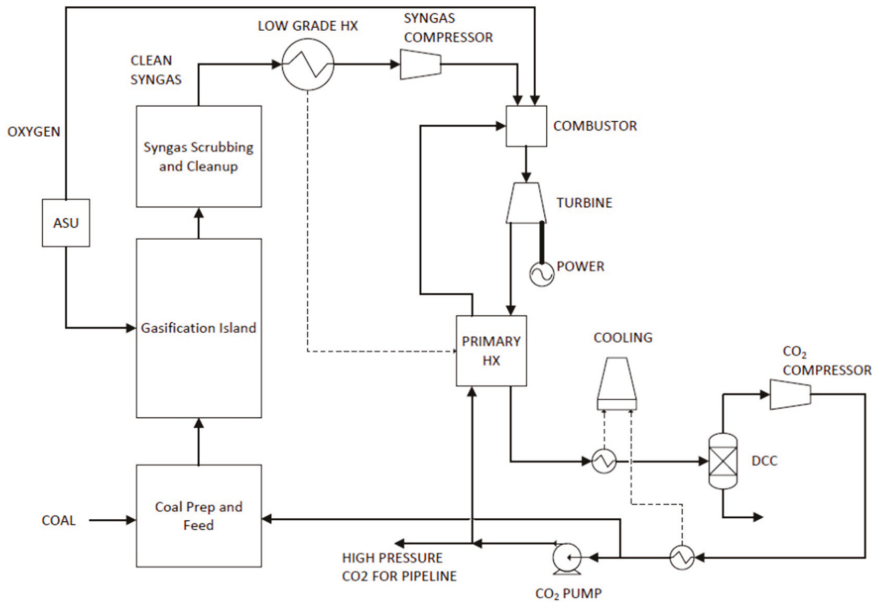 LOW GRADE HX
SYNGAS
COMPRESSOR
CLEAN
SYNGAS
OXYGEN
Syngas Scrubbing
and Cleanup
COMBUSTOR
ASU
TURBINE
POWER
Gasification Island
PRIMARY
HX
COOLING
CO₂
COMPRESSOR
DCC
COAL
Coal Prep and
Feed
HIGH PRESSURE
CO2 FOR PIPELINE
CO₂ PUMP